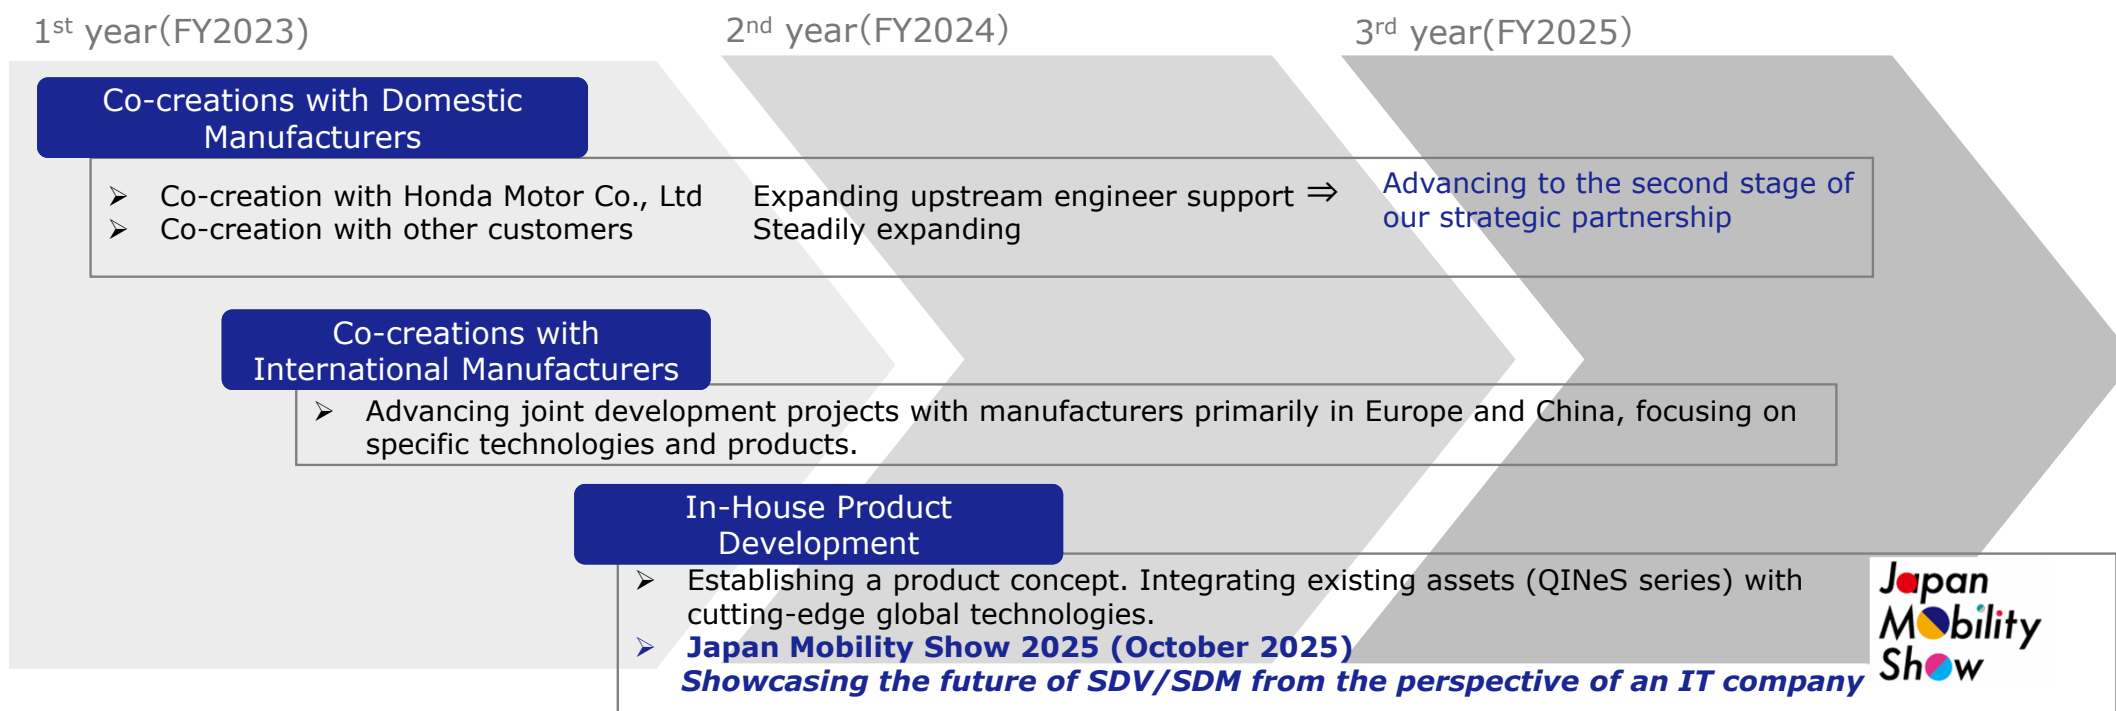 1st year(FY2023)
2nd year(FY2024)
3rd year(FY2025)
Co-creations with Domestic
Manufacturers
➢ Co-creation with Honda Motor Co., Ltd Expanding upstream engineer support ⇒
➢ Co-creation with other customers Steadily expanding
Advancing to the second stage of
our strategic partnership
Co-creations with
International Manufacturers
➢ Advancing joint development projects with manufacturers primarily in Europe and China, focusing on
specific technologies and products.
In-House Product
Development
➢ Establishing a product concept. Integrating existing assets (QINeS series) with
cutting-edge global technologies.
➢ Japan Mobility Show 2025 (October 2025)
Showcasing the future of SDV/SDM from the perspective of an IT company
Japan
Mobility
Show